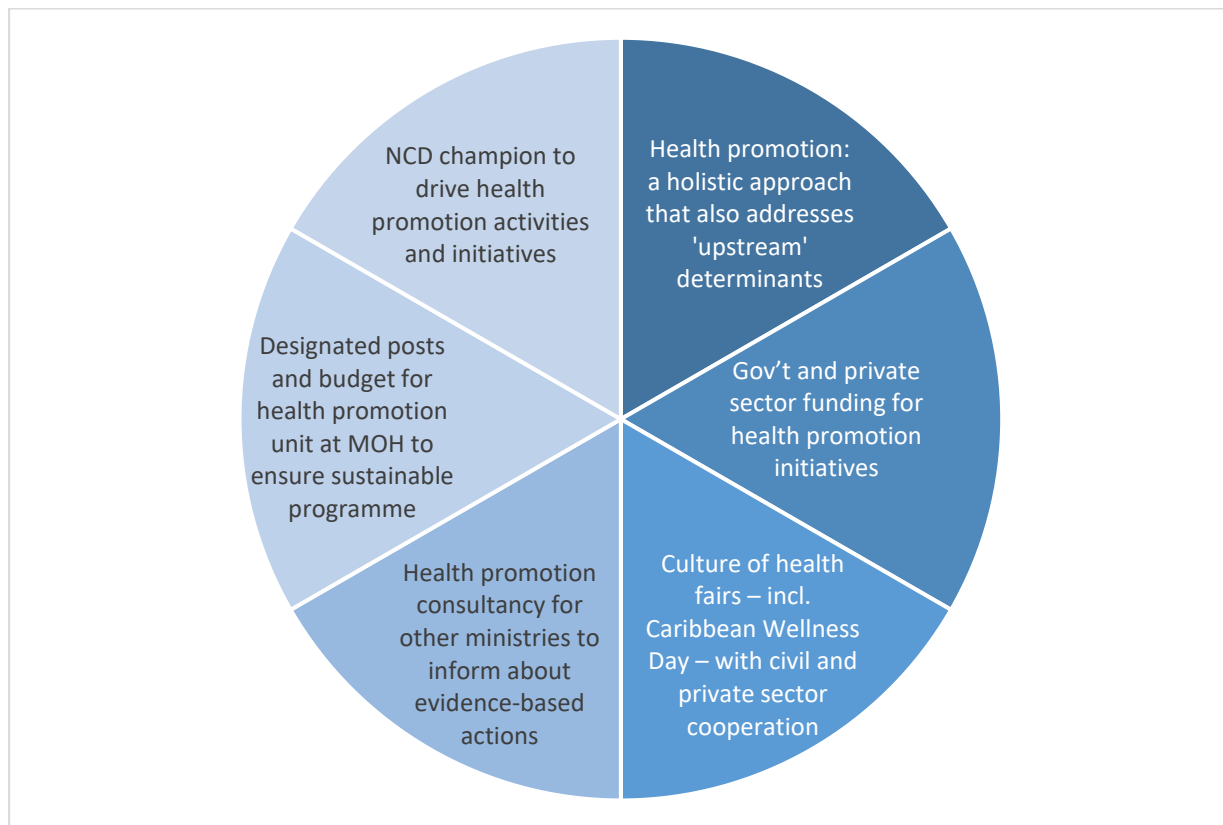 Health promotion:
a holistic approach
that also addresses
'upstream'
determinants
Gov’t and private
sector funding for
health promotion
initiatives
Culture of health
fairs – incl.
Caribbean Wellness
Day – with civil and
private sector
cooperation
Health promotion
consultancy for
other ministries to
inform about
evidence-based
actions
Designated posts
and budget for
health promotion
unit at MOH to
ensure sustainable
programme
NCD champion to
drive health
promotion activities
and initiatives